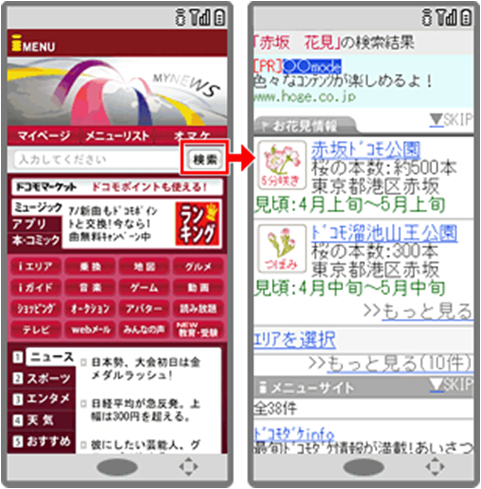 iMENU
MYNEWS
マイページ メニューリスト オマケ
入力してください 検索
ドコモマーケット ドコモポイントも使える!
ミュージック
アプリ
本・コミック
ｱﾉ新曲もﾄﾞｺﾓﾎﾟｲﾝ
ﾄと交換!今なら1
曲無料ｷｬﾝﾍﾟｰﾝ中
ランキング
iエリア 乗換 地図 グルメ
iガイド 音楽 ゲーム 動画
ｼｮｯﾋﾟﾝｸﾞ ｵｰｸｼｮﾝ アバター 読み放題
テレビ webメール みんなの声 NEW 教育・受験
1 ニュース
2 スポーツ
3 エンタメ
4 天気
5 おすすめ
日本勢、大会初日は金
メダルラッシュ!
日経平均が急反発。上
幅は300円を超る。
彼にしたい芸能人、グ
「赤坂 花見」の検索結果
[PR]〇〇mode
色々なｺﾝﾃﾝﾂが楽しめるよ!
www.hoge.co.jp
▼SKIP
お花見情報
5分咲き
赤坂ﾄﾞｺﾓ公園
桜の本数:約500本
東京都港区赤坂
見頃:4月上旬～5月上旬
つぼみ
ﾄﾞｺﾓ溜池山王公園
桜の本数:300本
東京都港区赤坂
見頃:4月中旬～5月中旬
>>もっと見る
ｴﾘｱを選択
>>もっと見る(10件)
iメニューサイト ▼SKIP
全38件
ﾄﾞｺﾓﾀﾞｹinfo
最旬ﾄﾞｺﾓﾀﾞｹ情報が満載!あいさつ